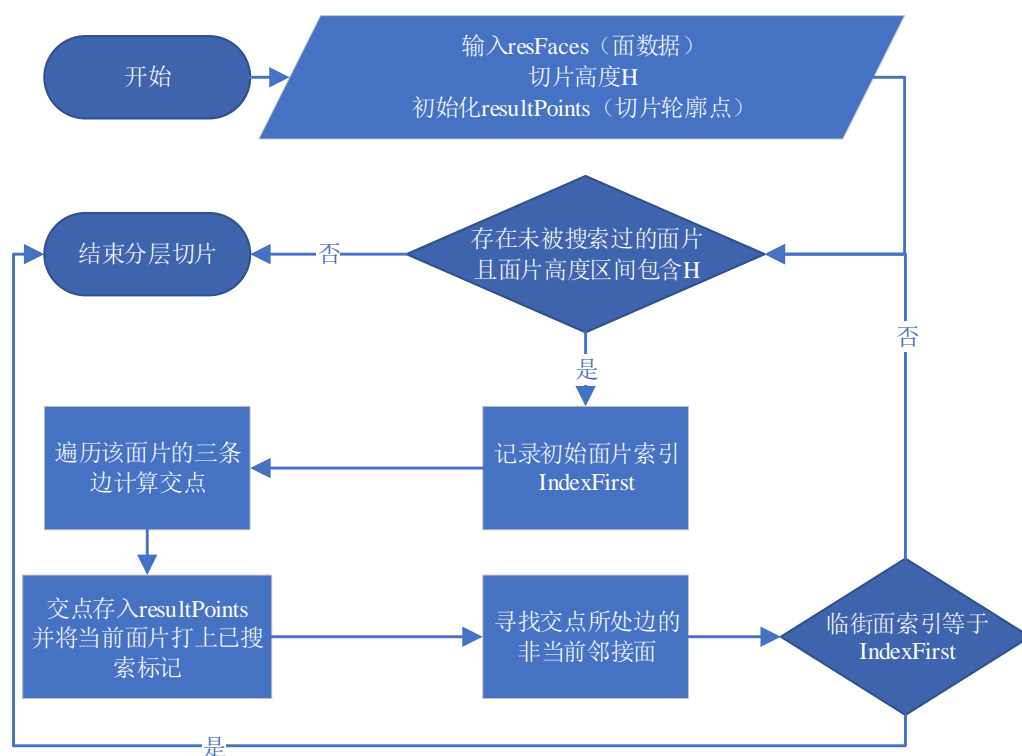 开始
输入resFaces（面数据）
切片高度H
初始化resultPoints（切片轮廓点）
结束分层切片
否
存在未被搜索过的面片
且面片高度区间包含H
否
是
遍历该面片的三条
边计算交点
记录初始面片索引
IndexFirst
交点存入resultPoints
并将当前面片打上已搜
索标记
寻找交点所处边的
非当前邻接面
临街面索引等于
IndexFirst
是